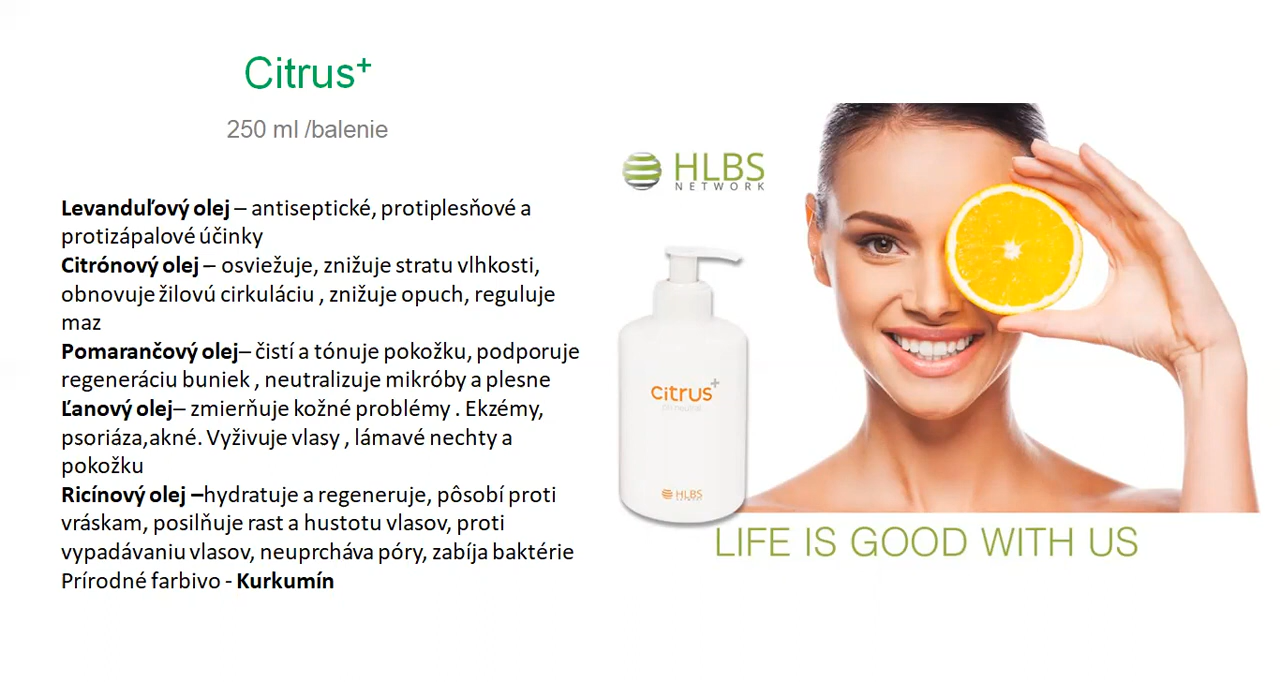 Citrus⁺
250 ml /balenie
Levanduľový olej – antiseptické, protiplesňové a
protizápalové účinky
Citrónový olej – osviežuje, znižuje stratu vlhkosti,
obnovuje žilovú cirkuláciu , znižuje opuch, reguluje
maz
Pomarančový olej– čistí a tónuje pokožku, podporuje
regeneráciu buniek , neutralizuje mikróby a plesne
Ľanový olej– zmierňuje kožné problémy . Ekzémy,
psoriáza,akné. Vyživuje vlasy , lámavé nechty a
pokožku
Ricínový olej –hydratuje a regeneruje, pôsobí proti
vráskam, posilňuje rast a hustotu vlasov, proti
vypadávaniu vlasov, neuprcháva póry, zabíja baktérie
Prírodné farbivo - Kurkumín
HLBS
NETWORK
citrus⁺
HLBS
LIFE IS GOOD WITH US